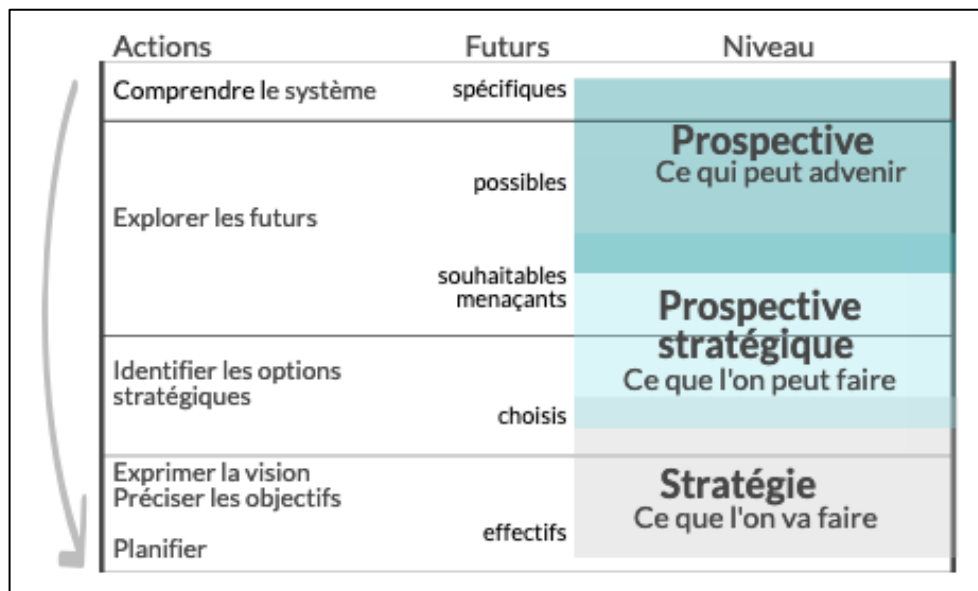 Actions Futurs Niveau
Comprendre le système spécifiques
Prospective
Ce qui peut advenir
possibles
Explorer les futurs
souhaitables
menaçants
Prospective
stratégique
Ce que l'on peut faire
Identifier les options
stratégiques
choisis
Exprimer la vision
Préciser les objectifs
Stratégie
Ce que l'on va faire
effectifs
Planifier